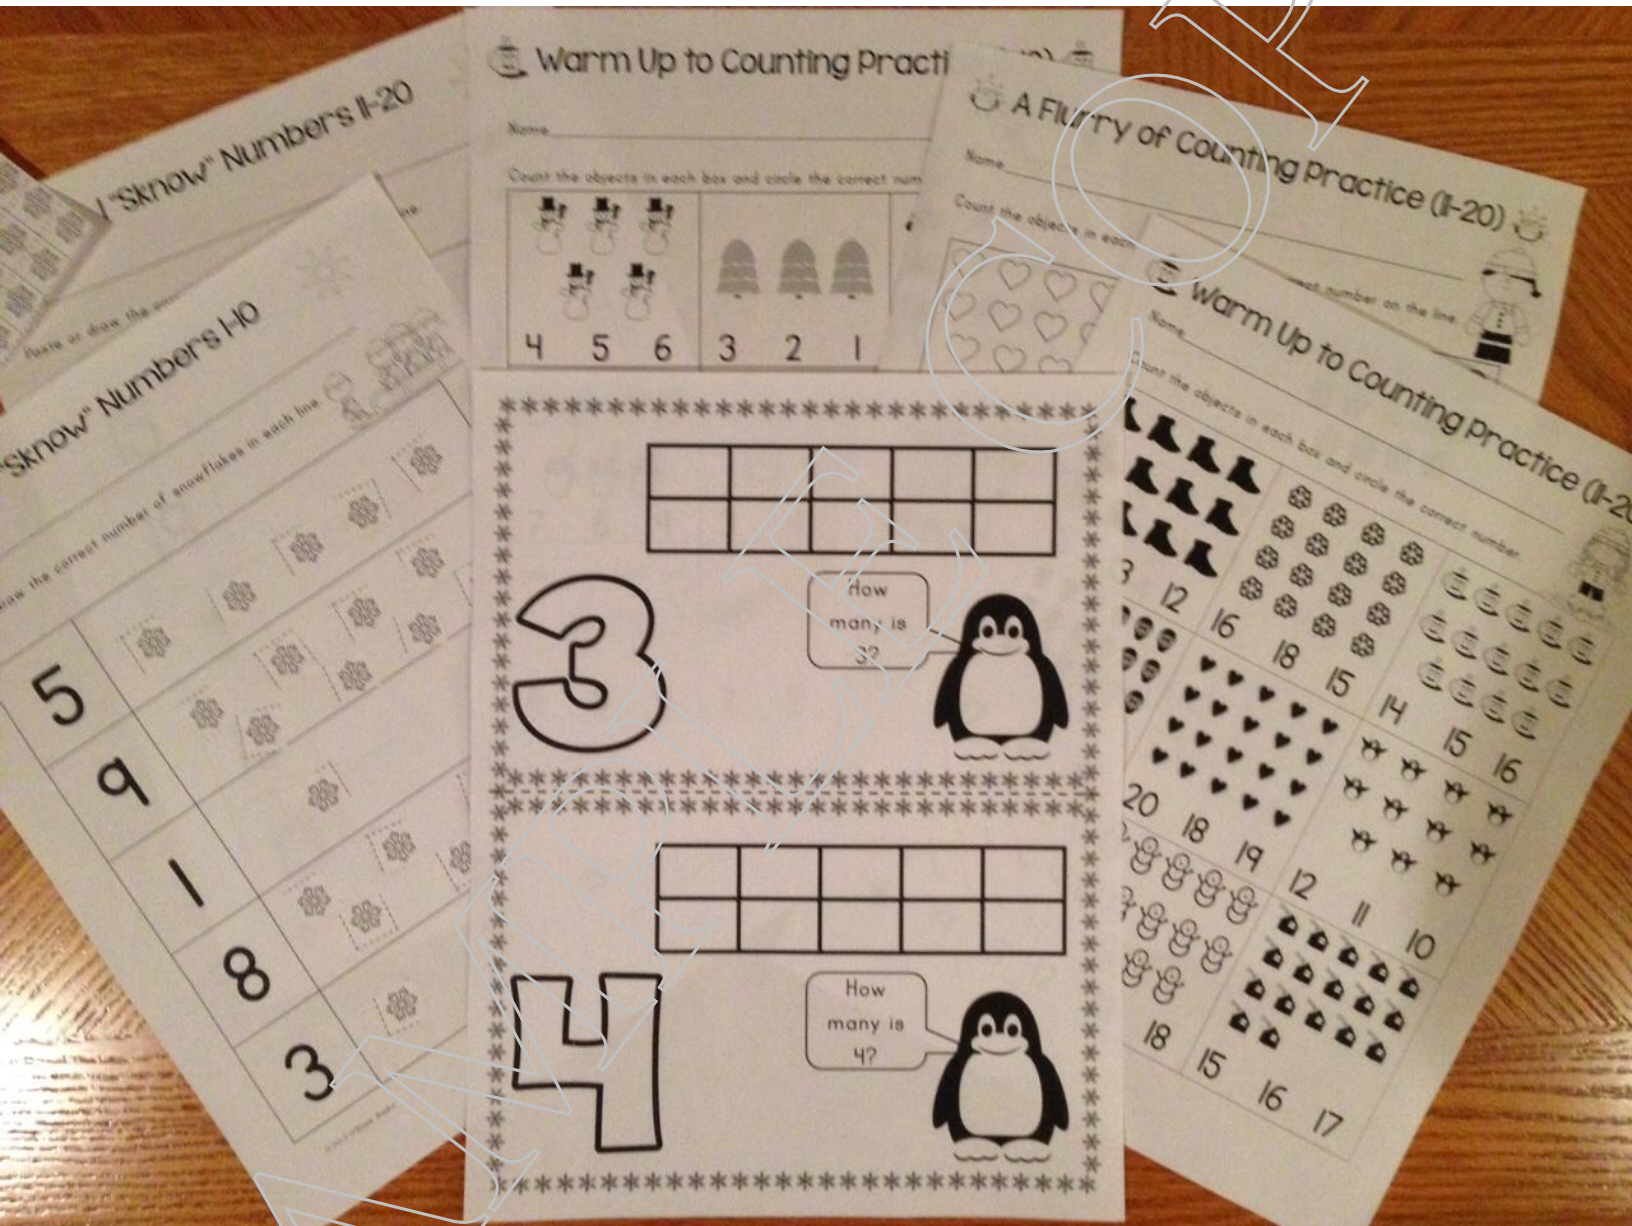 "Sknow" Numbers 11-20
Paste or draw the
"Sknow" Numbers 1-10
the correct number of snowflakes in each line.
5
9
1
8
3
Warm Up to Counting Practi
Name
Count the objects in each box and circle the correct num
4 5 6
3 2 1
A Flurry of Counting Practice (11-20)
Name
Count the objects in each
correct number on the line.
Warm Up to Counting Practice (11-20
Name
Count the objects in each box and circle the correct number.
12
16 18 15
14 15 16
20 18 19
12 11 10
18
15 16 17
3
How
many is
3?
4
How
many is
4?